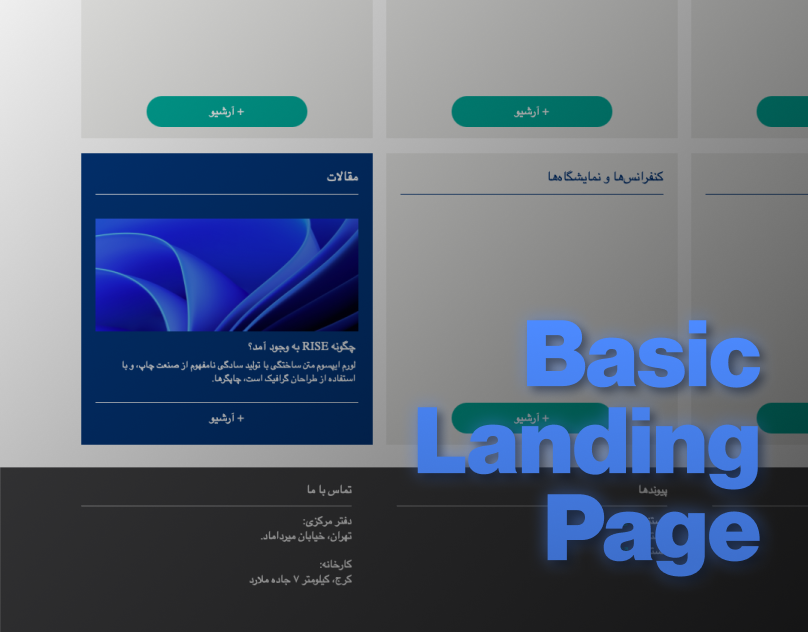 + آرشیو
+ آرشیو
کنفرانس‌ها و نمایشگاه‌ها
+ آرشیو
مقالات
چگونه RISE به وجود آمد؟
لورم ایپسوم متن ساختگی با تولید سادگی نامفهوم از صنعت چاپ، و با
استفاده از طراحان گرافیک است، چاپگرها.
+ آرشیو
پیوندها
تماس با ما
دفتر مرکزی:
تهران، خیابان میرداماد.
کارخانه:
کرج، کیلومتر ۷ جاده ملارد
Basic
Landing
Page